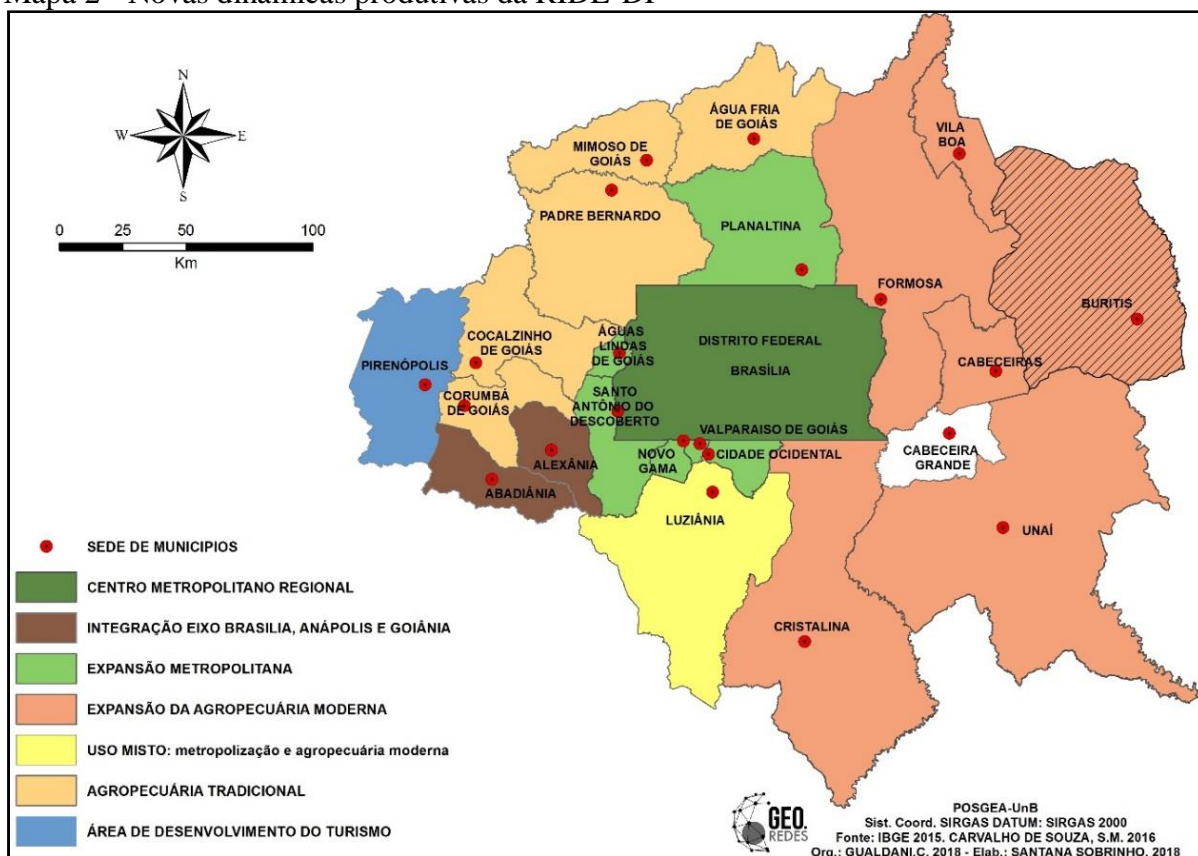 Mapa 2 - Novas dinâmicas produtivas da RIDE-DF
N
W
E
S
0
25
50
100
Km
ÁGUA FRIA
DE GOIÁS
MIMOSO DE
GOIÁS
VILA
BOA
PADRE BERNARDO
PLANALTINA
FORMOSA
BURITIS
COCALZINHO
DE GOIÁS
ÁGUAS
LINDAS
DE GOIÁS
DISTRITO FEDERAL
BRASÍLIA
PIRENÓPOLIS
CABECEIRAS
CORUMBÁ
DE GOIÁS
SANTO
ANTÔNIO DO
DESCOBERTO
VALPARAISO DE GOIÁS
CABECEIRA
GRANDE
ALEXÂNIA
NOVO
GAMA
CIDADE OCIDENTAL
ABADIÂNIA
LUZIÂNIA
UNAÍ
CRISTALINA
SEDE DE MUNICIPIOS
CENTRO METROPOLITANO REGIONAL
INTEGRAÇÃO EIXO BRASILIA, ANÁPOLIS E GOIÂNIA
EXPANSÃO METROPOLITANA
EXPANSÃO DA AGROPECUÁRIA MODERNA
USO MISTO: metropolização e agropecuária moderna
AGROPECUÁRIA TRADICIONAL
ÁREA DE DESENVOLVIMENTO DO TURISMO
GEO.
REDES
POSGEA-UnB
Sist. Coord. SIRGAS DATUM: SIRGAS 2000
Fonte: IBGE 2015. CARVALHO DE SOUZA, S.M. 2016
Org.: GUALDANI.C. 2018 - Elab.: SANTANA SOBRINHO. 2018